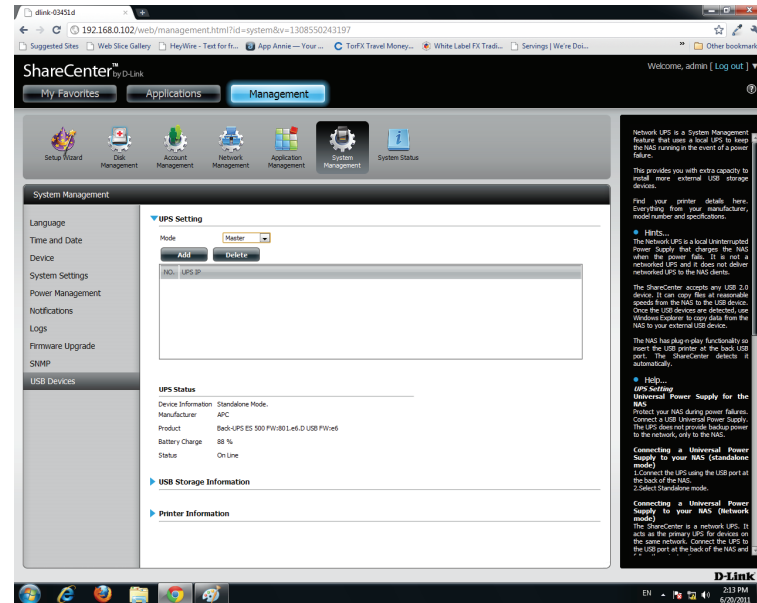 dlink-03451d
192.168.0.102/web/management.html?id=system&v=1308550243197
Suggested Sites Web Slice Gallery HeyWire - Text for fr... App Annie — Your ... TorFX Travel Money... White Label FX Tradi... Servings | We're Doi... » Other bookmark
ShareCenter™ by D-Link
Welcome, admin [ Log out ]
My Favorites Applications Management
Setup Wizard Disk Management Account Management Network Management Application Management System Management System Status
System Management
Language
Time and Date
Device
System Settings
Power Management
Notifications
Logs
Firmware Upgrade
SNMP
USB Devices
UPS Setting
Mode Master
Add Delete
NO. UPS IP
UPS Status
Device Information Standalone Mode.
Manufacturer APC
Product Back-UPS ES 500 FW:801.e6.D USB FW:e6
Battery Charge 88 %
Status On Line
USB Storage Information
Printer Information
Network UPS is a System Management
feature that uses a local UPS to keep
the NAS running in the event of a power
failure.
This provides you with extra capacity to
install more external USB storage
devices.
Find your printer details here.
Everything from your manufacturer,
model number and specifications.
Hints...
The Network UPS is a local Uninterrupted
Power Supply that charges the NAS
when the power fails. It is not a
networked UPS and it does not deliver
networked UPS to the NAS clients.
The ShareCenter accepts any USB 2.0
device. It can copy files at reasonable
speeds from the NAS to the USB device.
Once the USB devices are detected, use
Windows Explorer to copy data from the
NAS to your external USB device.
The NAS has plug-n-play functionality so
insert the USB printer at the back USB
port. The ShareCenter detects it
automatically.
Help...
UPS Setting
Universal Power Supply for the
NAS
Protect your NAS during power failures.
Connect a USB Universal Power Supply.
The UPS does not provide backup power
to the network, only to the NAS.
Connecting a Universal Power
Supply to your NAS (standalone
mode)
1.Connect the UPS using the USB port at
the back of the NAS.
2.Select Standalone mode.
Connecting a Universal Power
Supply to your NAS (Network
mode)
The ShareCenter is a network UPS. It
acts as the primary UPS for devices on
the same network. Connect the UPS to
the USB port at the back of the NAS and
D-Link
EN 2:13 PM
6/20/2011